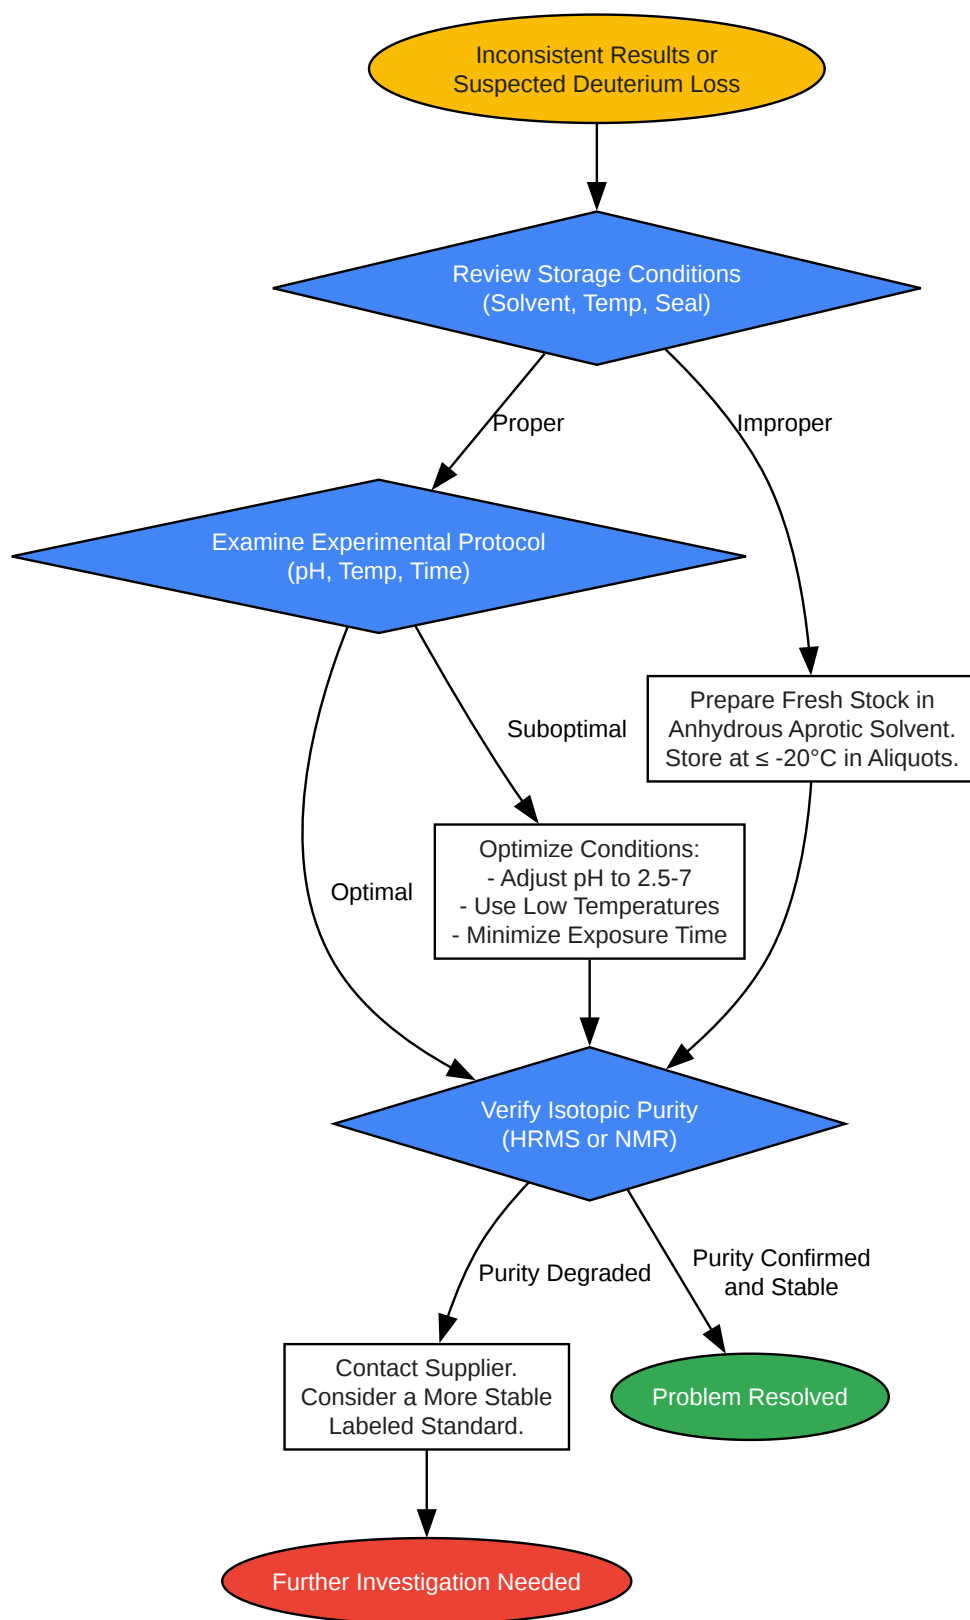 Inconsistent Results or
Suspected Deuterium Loss
Review Storage Conditions
(Solvent, Temp, Seal)
Proper
Improper
Examine Experimental Protocol
(pH, Temp, Time)
Prepare Fresh Stock in
Anhydrous Aprotic Solvent.
Store at ≤ -20°C in Aliquots.
Suboptimal
Optimize Conditions:
- Adjust pH to 2.5-7
- Use Low Temperatures
- Minimize Exposure Time
Optimal
Verify Isotopic Purity
(HRMS or NMR)
Purity Degraded
Purity Confirmed
and Stable
Contact Supplier.
Consider a More Stable
Labeled Standard.
Problem Resolved
Further Investigation Needed